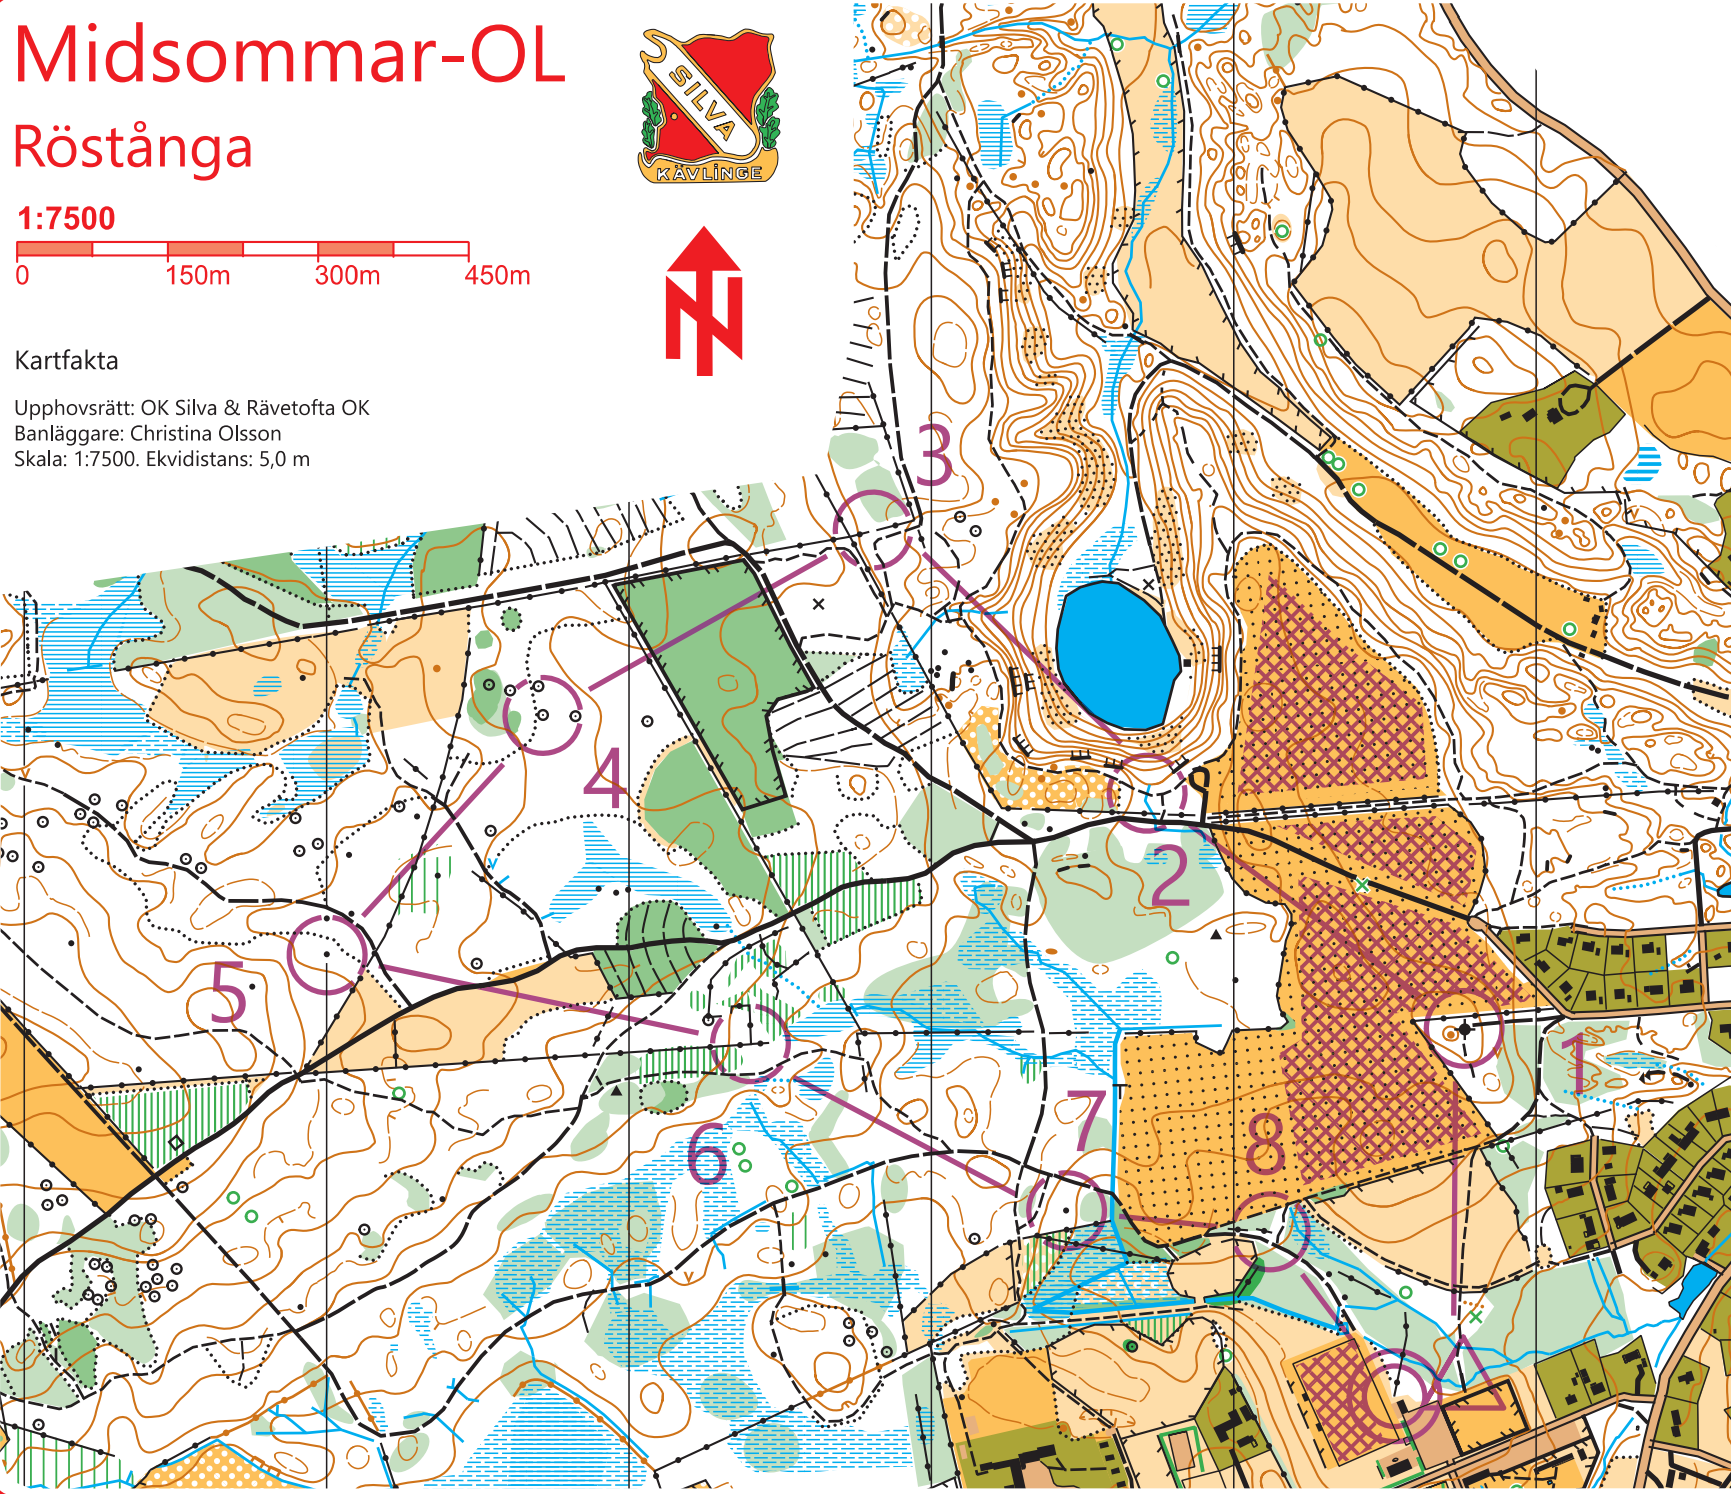 Midsommar-OL
Röstånga
1:7500
0 150m 300m 450m
Kartfakta
Upphovsrätt: OK Silva & Rävetofta OK
Banläggare: Christina Olsson
Skala: 1:7500. Ekvidistans: 5,0 m
SILVA
KÄVLINGE
N
3
4
2
5
1
7
8
6